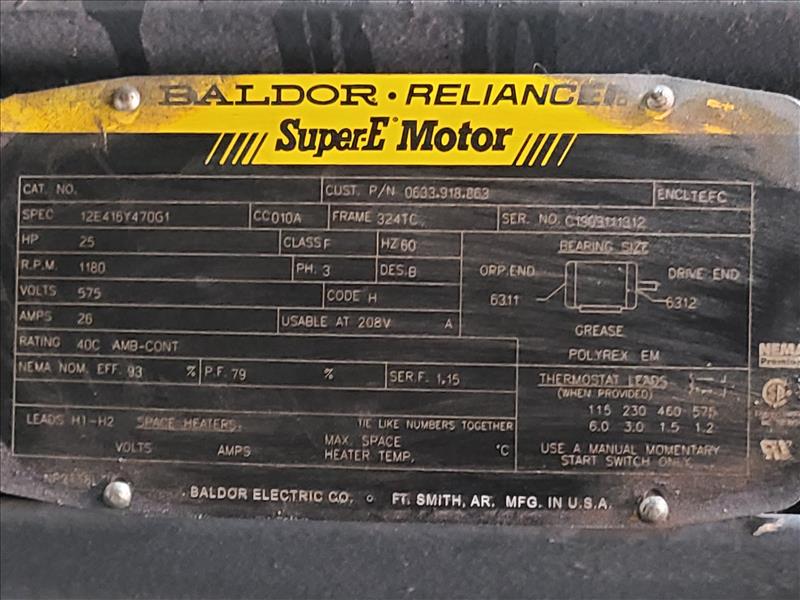 BALDOR · RELIANCE
Super-E® Motor
CAT. NO. CUST. P/N 0633.918.863 ENCL TEFC
SPEC 12E416Y470G1 CC 010A FRAME 324TC SER. NO. C1903111312
HP 25 CLASS F HZ 60 BEARING SIZE
R.P.M. 1180 PH. 3 DES. B OPP. END DRIVE END
VOLTS 575 CODE H 6311 6312
AMPS 26 USABLE AT 208V A GREASE
RATING 40C AMB-CONT POLYREX EM
NEMA NOM. EFF. 93 % P.F. 79 % SER.F. 1.15 THERMOSTAT LEADS
(WHEN PROVIDED)
115 230 460 575
6.0 3.0 1.5 1.2
LEADS H1-H2 SPACE HEATERS. TIE LIKE NUMBERS TOGETHER
VOLTS AMPS MAX. SPACE HEATER TEMP. °C
USE A MANUAL MOMENTARY
START SWITCH ONLY
NEMA
Premium
BALDOR ELECTRIC CO. ○ FT. SMITH, AR. MFG. IN U.S.A.